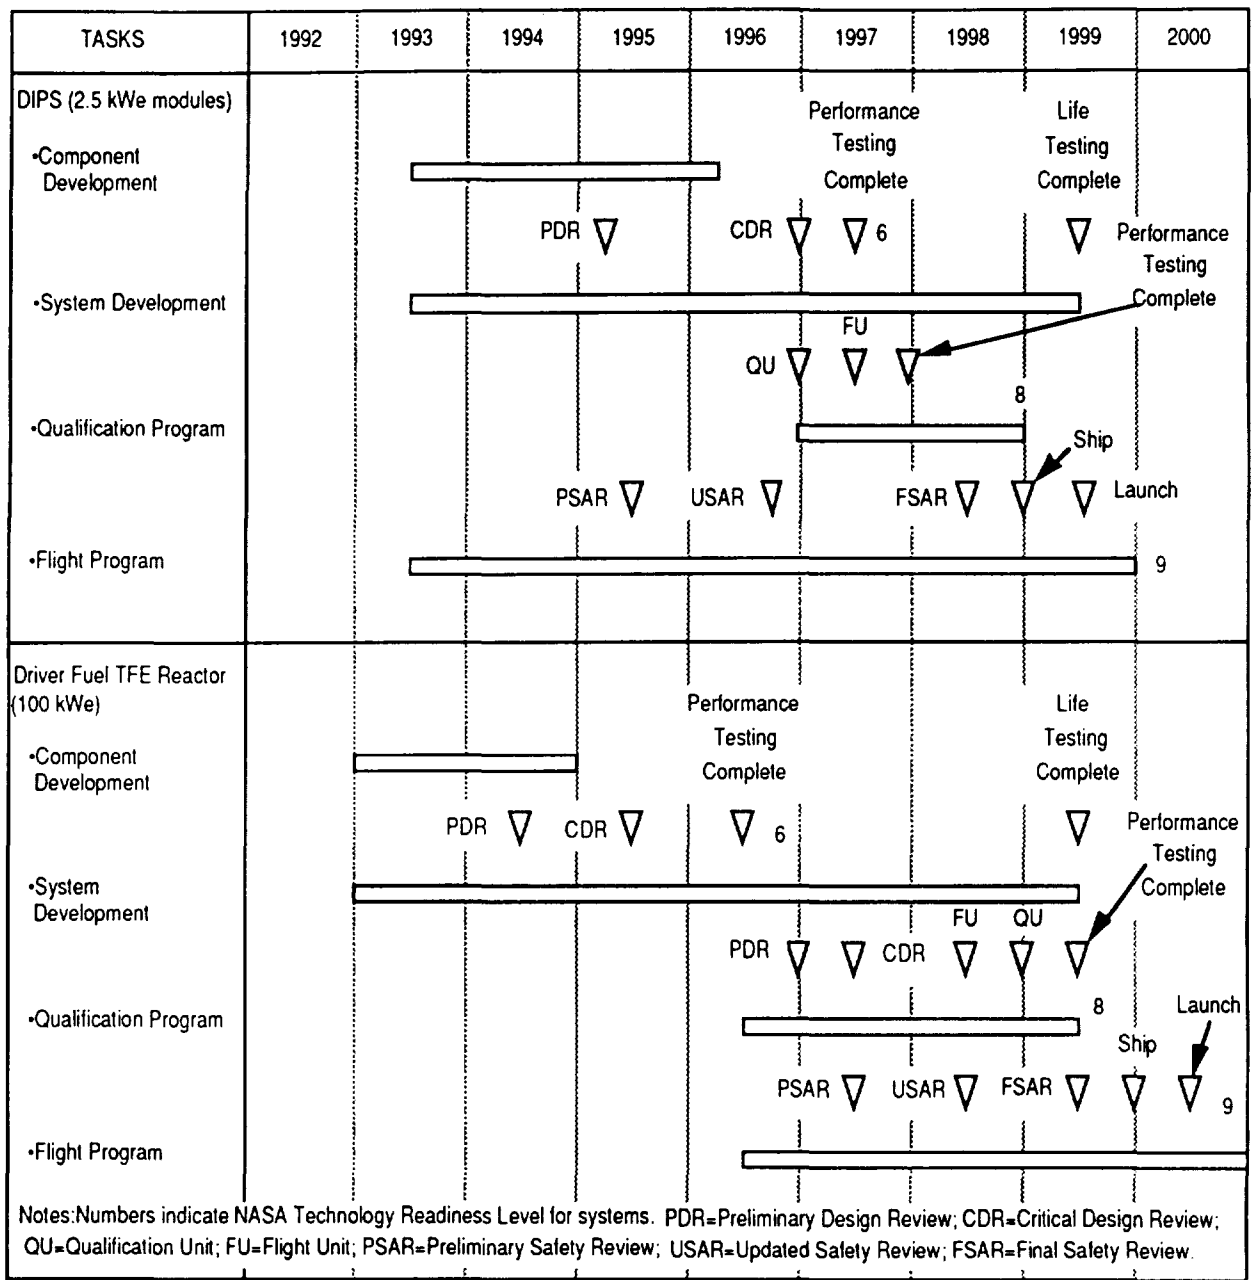 TASKS 1992 1993 1994 1995 1996 1997 1998 1999 2000
DIPS (2.5 kWe modules)
Performance
Testing
Complete
Life
Testing
Complete
•Component
Development
PDR CDR 6
Performance
Testing
Complete
•System Development
FU
QU
8
•Qualification Program
Ship
PSAR USAR FSAR Launch
•Flight Program 9
Driver Fuel TFE Reactor
(100 kWe)
Performance
Testing
Complete
Life
Testing
Complete
•Component
Development
PDR CDR 6
Performance
Testing
Complete
•System
Development
FU QU
PDR CDR
•Qualification Program 8
Launch
Ship
PSAR USAR FSAR 9
•Flight Program
Notes:Numbers indicate NASA Technology Readiness Level for systems. PDR=Preliminary Design Review; CDR=Critical Design Review;
QU=Qualification Unit; FU=Flight Unit; PSAR=Preliminary Safety Review; USAR=Updated Safety Review; FSAR=Final Safety Review.